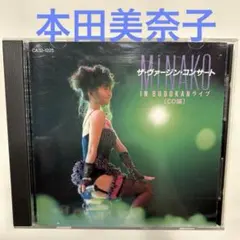 本田美奈子
CA32-1225
MINAKO
ザ・ヴァージン・コンサート
IN BUDOKANライブ
(CD編)